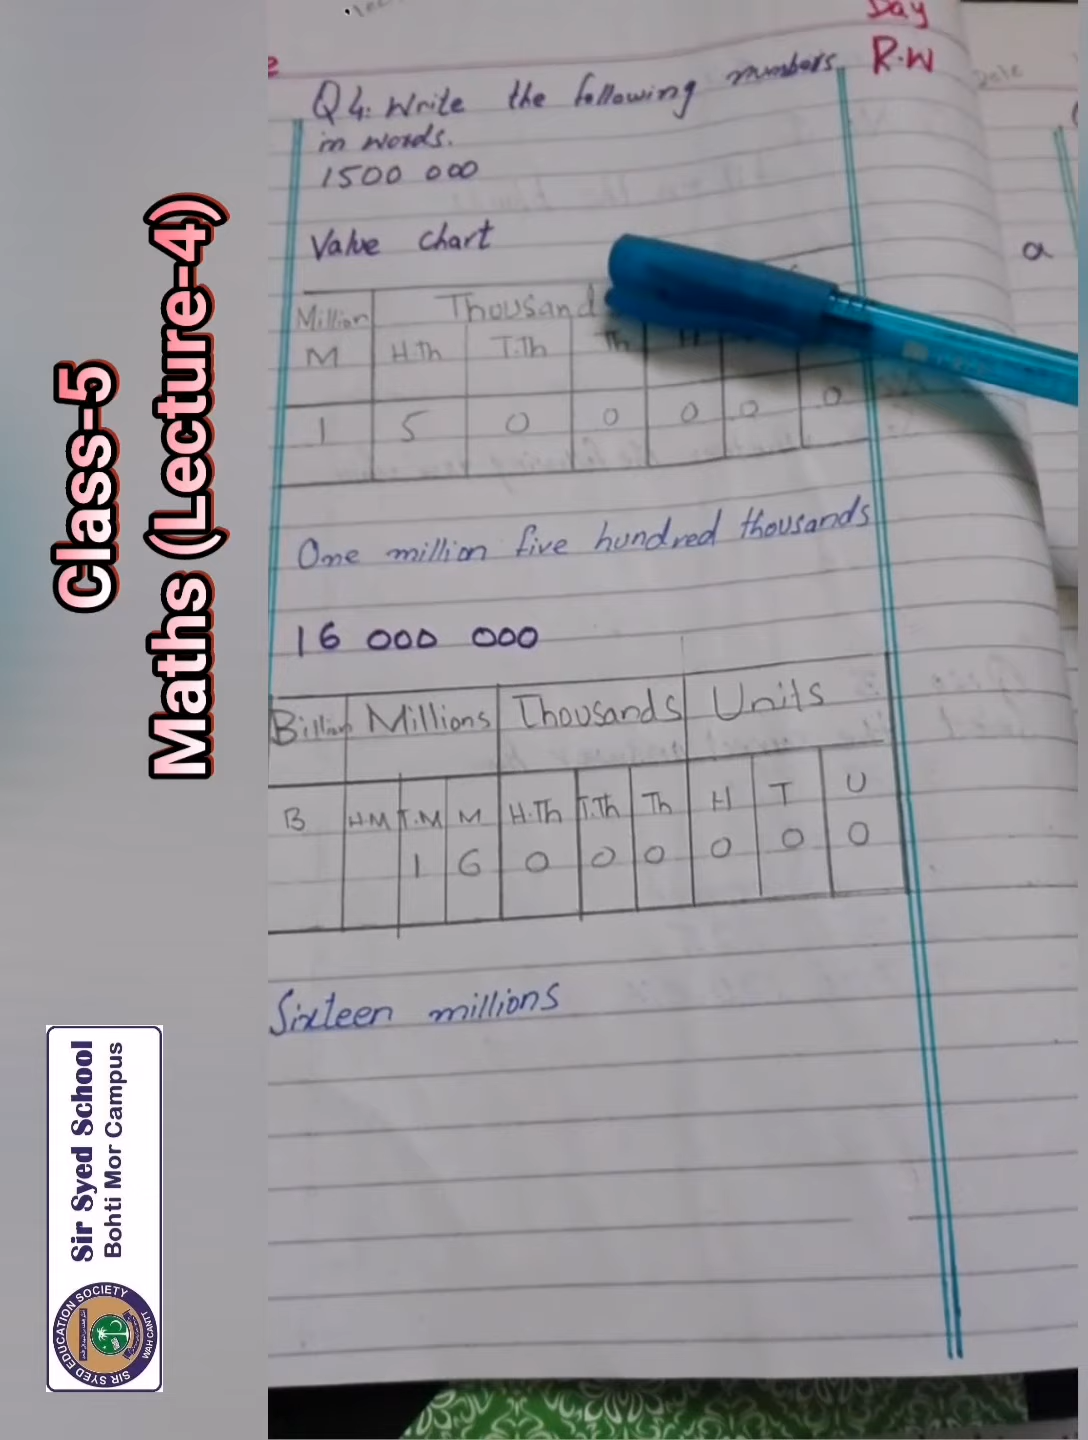 Day
R.W
Q4. Write the following numbers
in words.
1500 000
Value chart
Million Thousand
M H.Th T.Th Th H
1 5 0 0 0 0 0
One million five hundred thousands
16 000 000
Billion Millions Thousands Units
B H.M T.M M H.Th T.Th Th H T U
1 6 0 0 0 0 0 0
Sixteen millions
a
Class-5
Maths (Lecture-4)
Sir Syed School
Bohti Mor Campus
SIR SYED EDUCATION SOCIETY
WAH CANTT